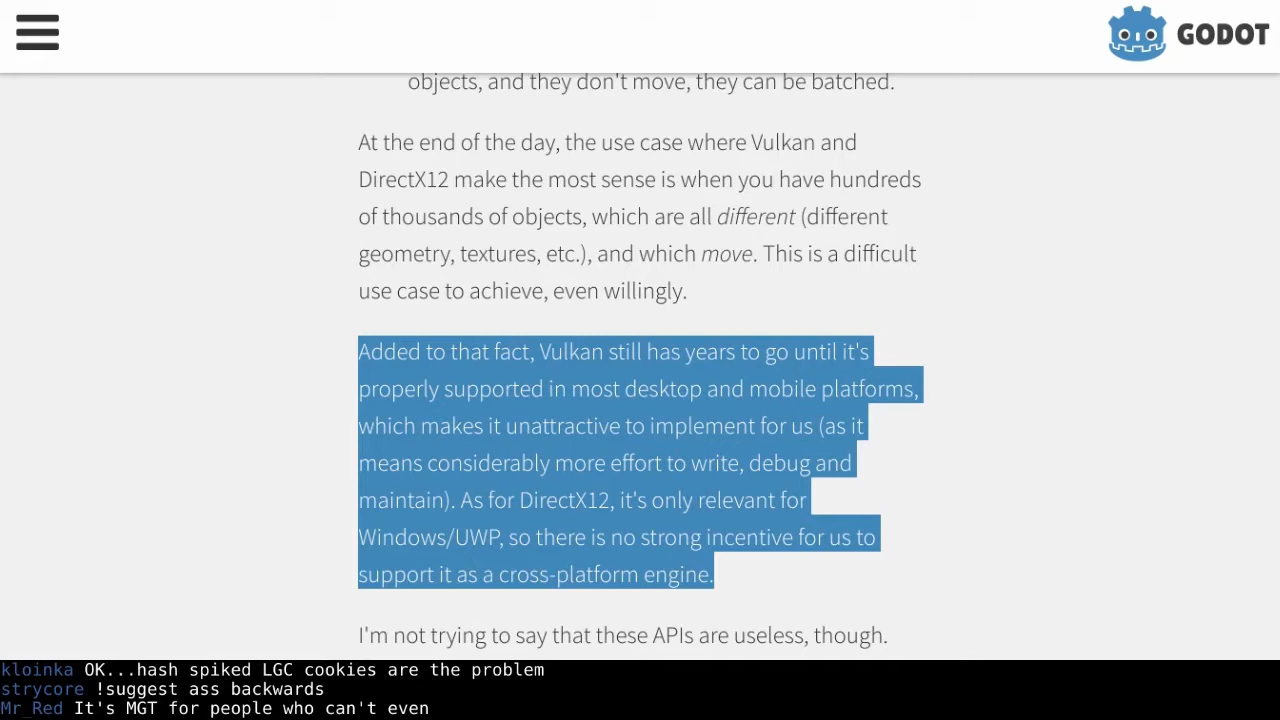 GODOT
objects, and they don't move, they can be batched.
At the end of the day, the use case where Vulkan and
DirectX12 make the most sense is when you have hundreds
of thousands of objects, which are all different (different
geometry, textures, etc.), and which move. This is a difficult
use case to achieve, even willingly.
Added to that fact, Vulkan still has years to go until it's
properly supported in most desktop and mobile platforms,
which makes it unattractive to implement for us (as it
means considerably more effort to write, debug and
maintain). As for DirectX12, it's only relevant for
Windows/UWP, so there is no strong incentive for us to
support it as a cross-platform engine.
I'm not trying to say that these APIs are useless, though.
kloinka OK...hash spiked LGC cookies are the problem
strycore !suggest ass backwards
Mr_Red It's MGT for people who can't even